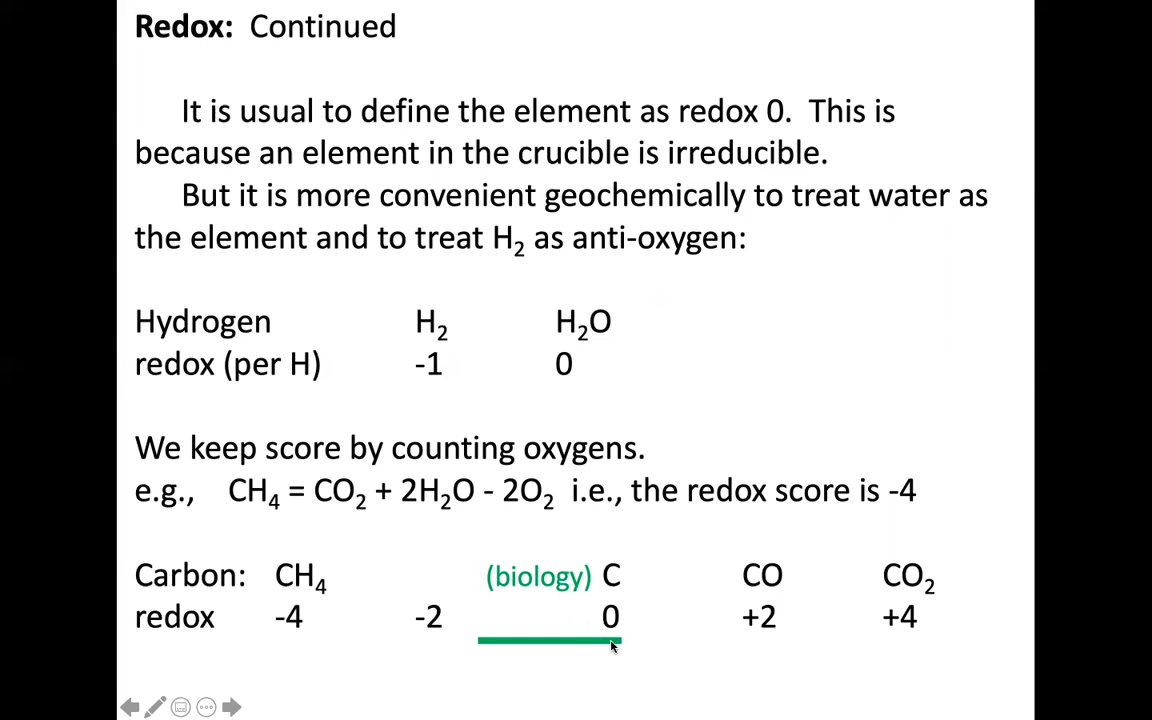 Redox: Continued
It is usual to define the element as redox 0. This is
because an element in the crucible is irreducible.
But it is more convenient geochemically to treat water as
the element and to treat H₂ as anti-oxygen:
Hydrogen H₂ H₂O
redox (per H) -1 0
We keep score by counting oxygens.
e.g., CH₄ = CO₂ + 2H₂O - 2O₂ i.e., the redox score is -4
Carbon: CH₄ (biology) C CO CO₂
redox -4 -2 0 +2 +4